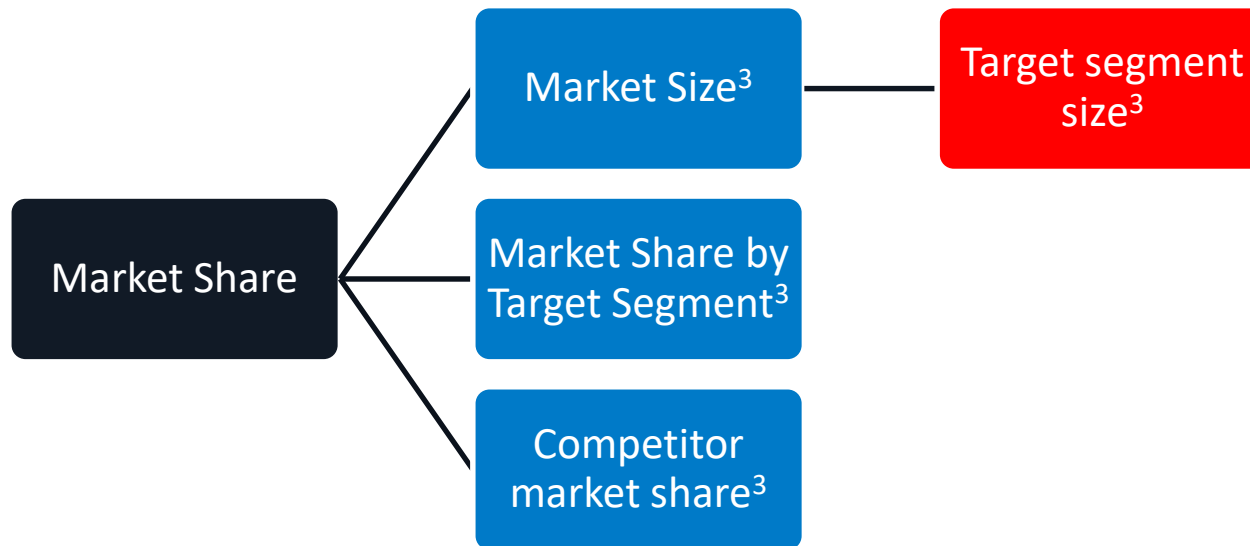 Market Share
Market Size³
Target segment
size³
Market Share by
Target Segment³
Competitor
market share³